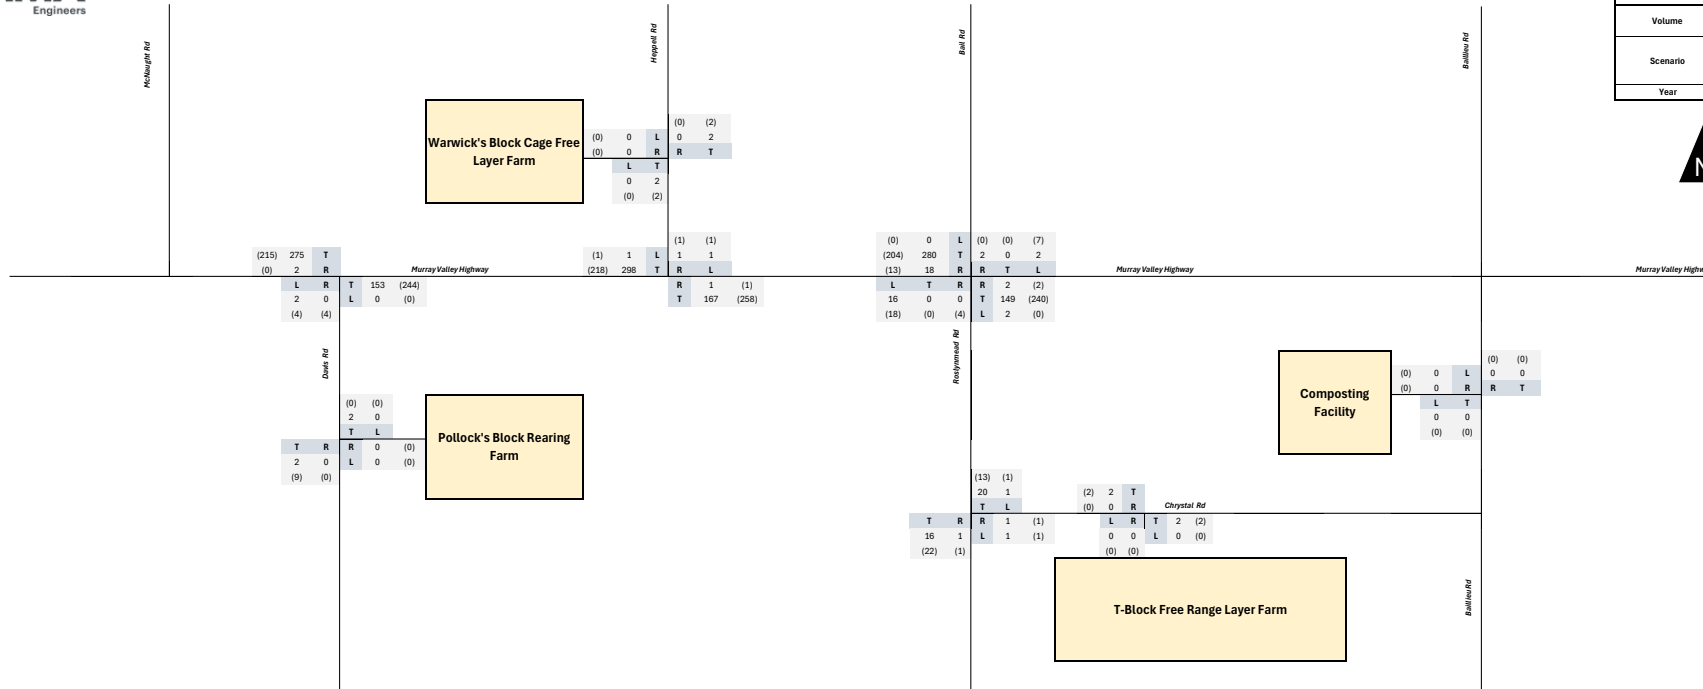 Engineers
McNaught Rd
Heppell Rd
Ball Rd
Baillieu Rd
Volume
Scenario
Year
N
Warwick's Block Cage Free
Layer Farm
(0) (2)
(0) 0 L 0 2
(0) 0 R R T
L T
0 2
(0) (2)
(215) 275 T
(0) 2 R
Murray Valley Highway
L R T 153 (244)
2 0 L 0 (0)
(4) (4)
(1) (1)
(1) 1 L 1 1
(218) 298 T R L
R 1 (1)
T 167 (258)
(0) 0 L (0) (0) (7)
(204) 280 T 2 0 2
(13) 18 R R T L
L T R R 2 (2)
16 0 0 T 149 (240)
(18) (0) (4) L 2 (0)
Murray Valley Highway
Murray Valley Highw
Davis Rd
Roslynmead Rd
(0) (0)
2 0
T L
T R R 0 (0)
2 0 L 0 (0)
(9) (0)
Pollock's Block Rearing
Farm
Composting
Facility
(0) (0)
(0) 0 L 0 0
(0) 0 R R T
L T
0 0
(0) (0)
(13) (1)
20 1
T L
T R R 1 (1)
16 1 L 1 (1)
(22) (1)
(2) 2 T
(0) 0 R
Chrystal Rd
L R T 2 (2)
0 0 L 0 (0)
(0) (0)
T-Block Free Range Layer Farm
Baillieu Rd